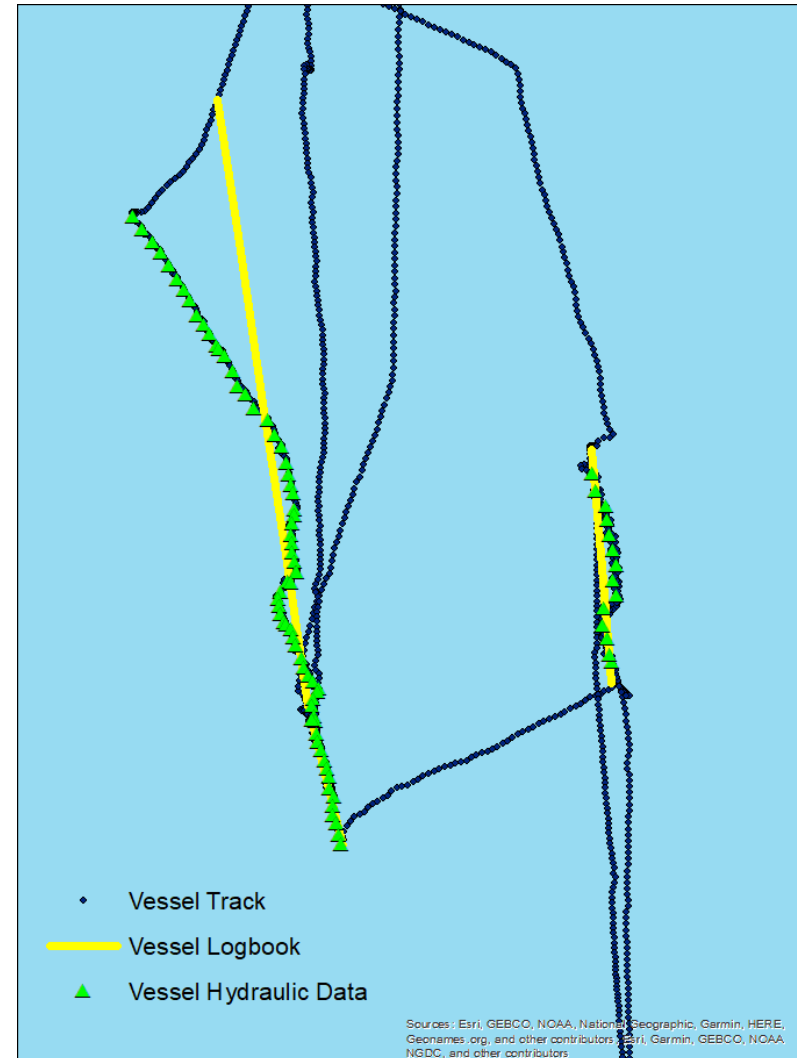 Vessel Track
Vessel Logbook
Vessel Hydraulic Data
Sources: Esri, GEBCO, NOAA, National Geographic, Garmin, HERE,
Geonames.org, and other contributors, Esri, Garmin, GEBCO, NOAA
NGDC, and other contributors